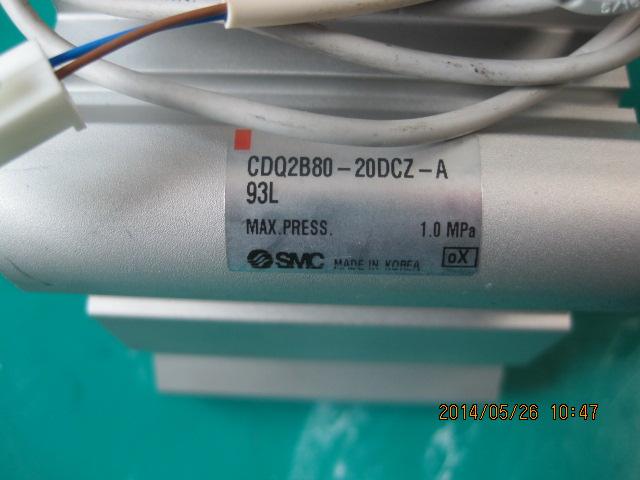 CDQ2B80-20DCZ-A
93L
MAX.PRESS. 1.0 MPa
SMC MADE IN KOREA oX
2014/05/26 10:47